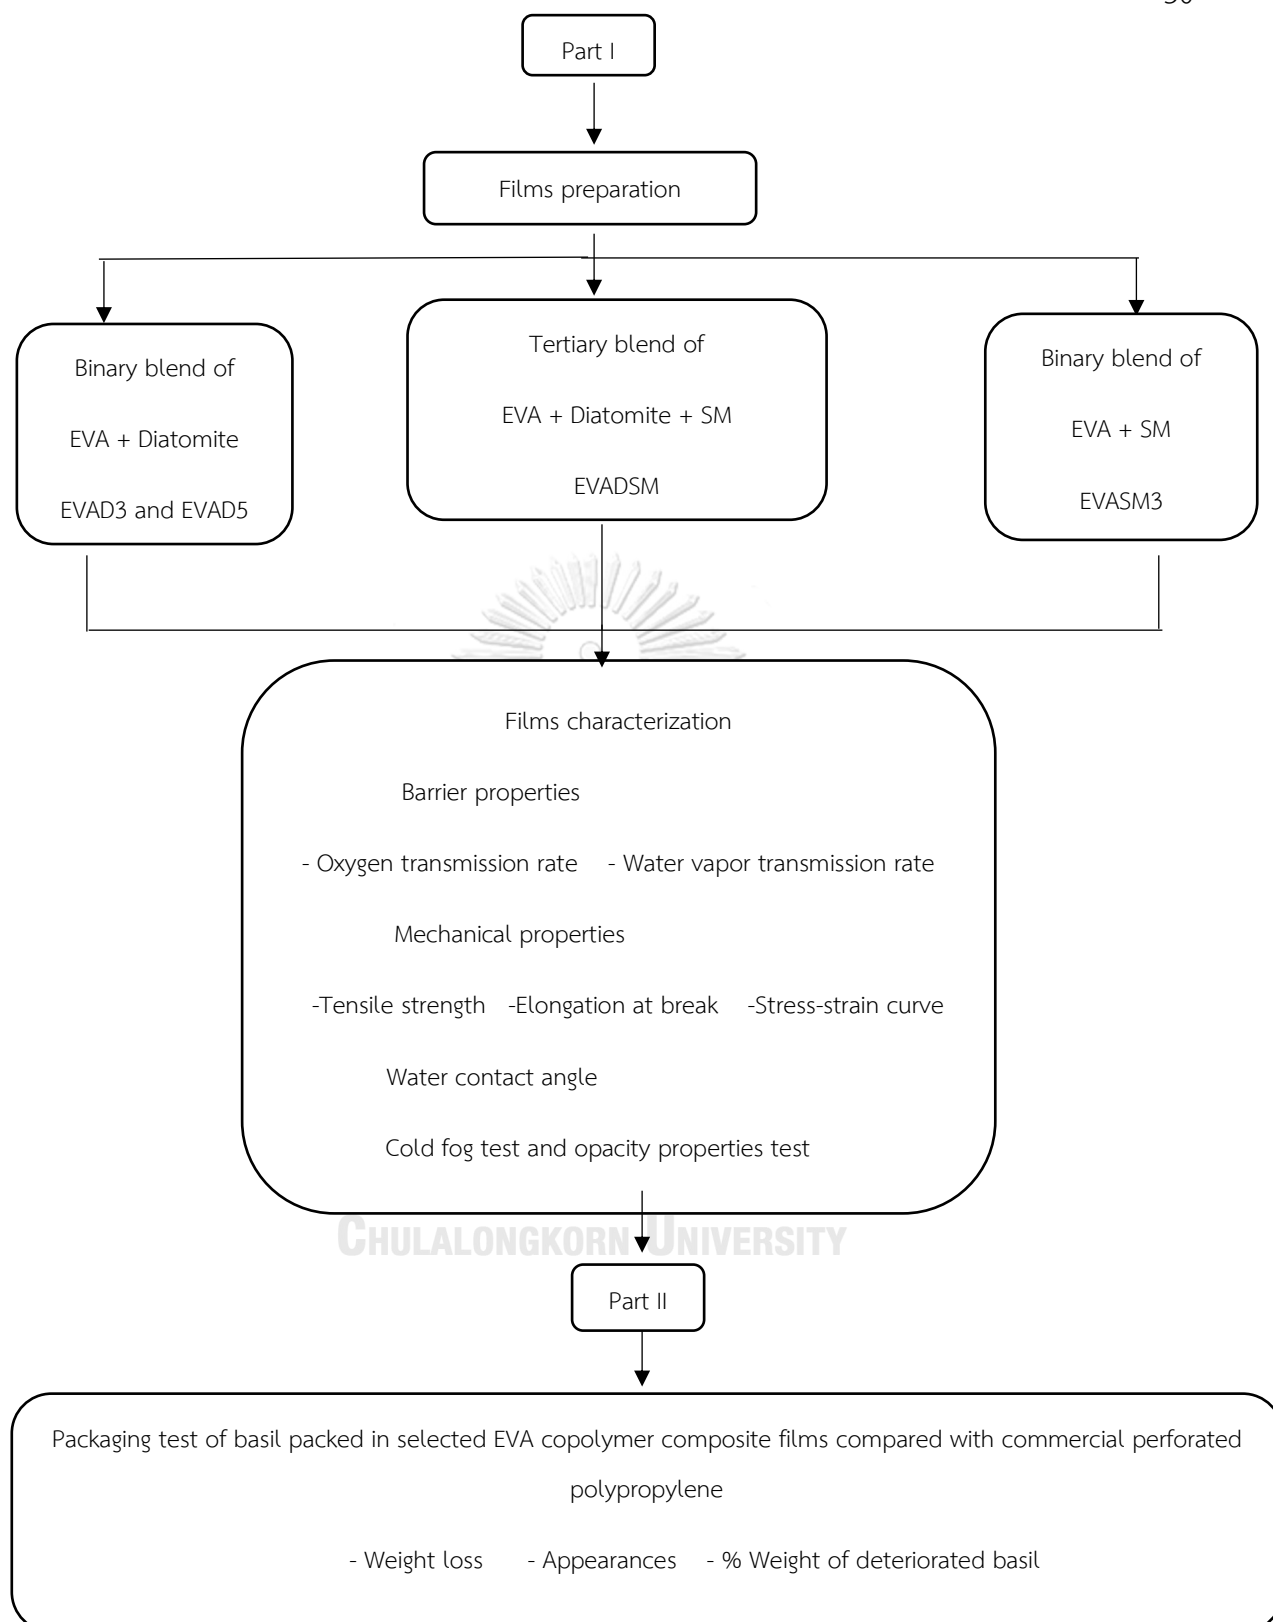 Part I
Films preparation
Binary blend of
EVA + Diatomite
EVAD3 and EVAD5
Tertiary blend of
EVA + Diatomite + SM
EVADSM
Binary blend of
EVA + SM
EVASM3
Films characterization
Barrier properties
- Oxygen transmission rate - Water vapor transmission rate
Mechanical properties
-Tensile strength -Elongation at break -Stress-strain curve
Water contact angle
Cold fog test and opacity properties test
CHULALONGKORN UNIVERSITY
Part II
Packaging test of basil packed in selected EVA copolymer composite films compared with commercial perforated
polypropylene
- Weight loss - Appearances - % Weight of deteriorated basil